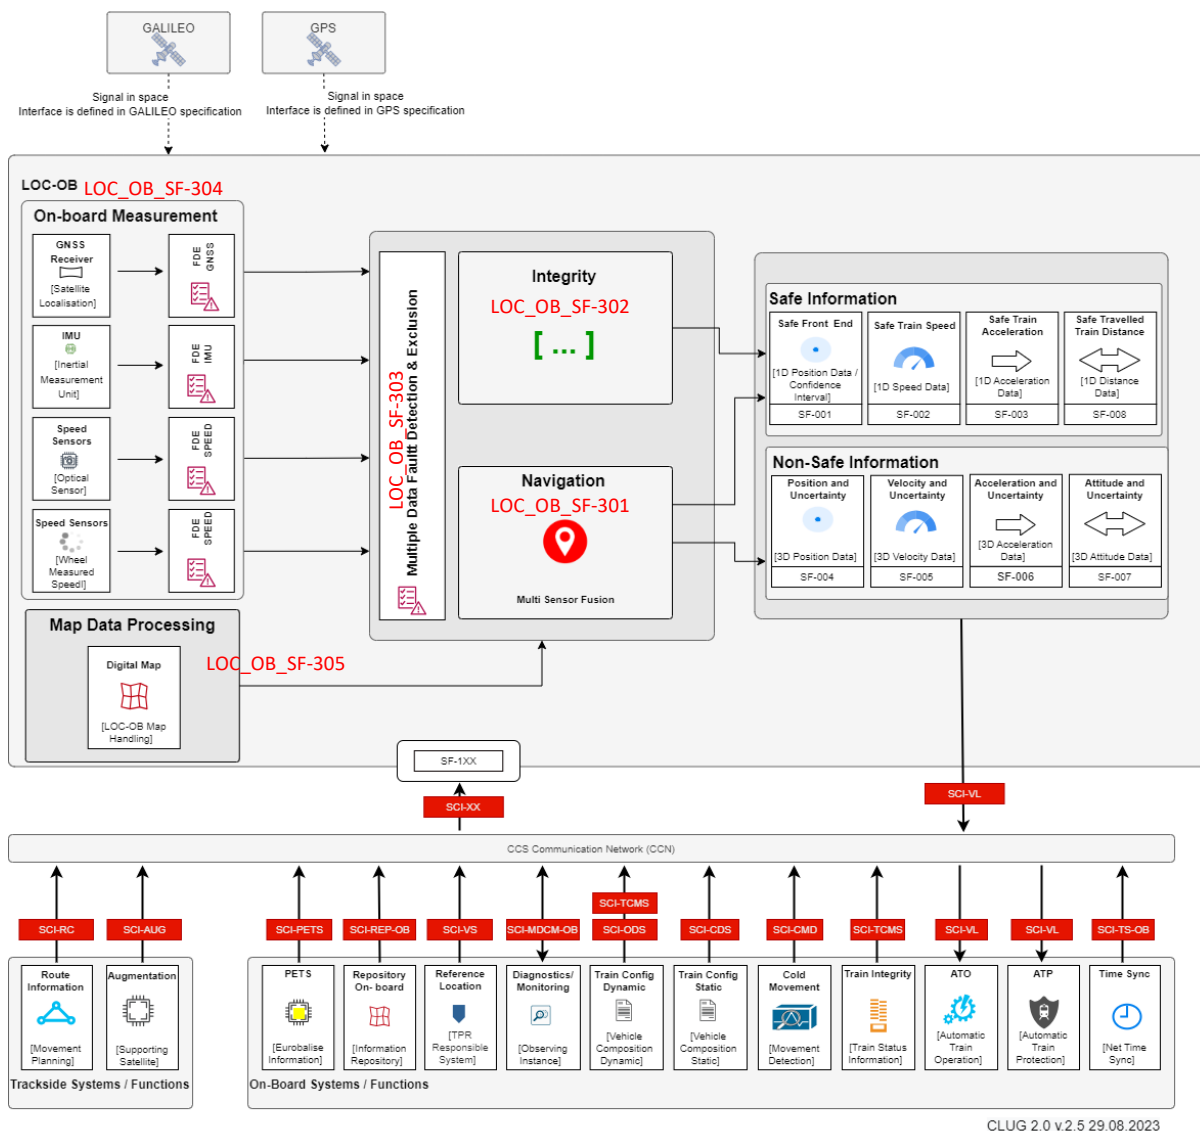 GALILEO
GPS
Signal in space
Interface is defined in GALILEO specification
Signal in space
Interface is defined in GPS specification
LOC-OB
LOC_OB_SF-304
On-board Measurement
GNSS
Receiver
[Satellite
Localisation]
FDE
GNSS
IMU
[Inertial
Measurement
Unit]
FDE
IMU
Speed
Sensors
[Optical
Sensor]
FDE
SPEED
Speed Sensors
[Wheel
Measured
Speedl]
FDE
SPEED
Map Data Processing
Digital Map
[LOC-OB Map
Handling]
LOC_OB_SF-305
Multiple Data Faultt Detection & Exclusion
LOC_OB_SF-303
Integrity
LOC_OB_SF-302
[ ... ]
Navigation
LOC_OB_SF-301
Multi Sensor Fusion
Safe Information
Safe Front End
[1D Position Data /
Confidence
Interval]
SF-001
Safe Train Speed
[1D Speed Data]
SF-002
Safe Train
Acceleration
[1D Acceleration
Data]
SF-003
Safe Travelled
Train Distance
[1D Distance
Data]
SF-008
Non-Safe Information
Position and
Uncertainty
[3D Position Data]
SF-004
Velocity and
Uncertainty
[3D Velocity Data]
SF-005
Acceleration and
Uncertainty
[3D Acceleration
Data]
SF-006
Attitude and
Uncertainty
[3D Attitude Data]
SF-007
SF-1XX
SCI-XX
SCI-VL
CCS Communication Network (CCN)
SCI-RC
SCI-AUG
SCI-PETS
SCI-REP-OB
SCI-VS
SCI-MDCM-OB
SCI-TCMS
SCI-ODS
SCI-CDS
SCI-CMD
SCI-TCMS
SCI-VL
SCI-VL
SCI-TS-OB
Route
Information
[Movement
Planning]
Augmentation
[Supporting
Satellite]
Trackside Systems / Functions
PETS
[Eurobalise
Information]
Repository
On- board
[Information
Repository]
Reference
Location
[TPR
Responsible
System]
Diagnostics/
Monitoring
[Observing
Instance]
Train Config
Dynamic
[Vehicle
Composition
Dynamic]
Train Config
Static
[Vehicle
Composition
Static]
Cold
Movement
[Movement
Detection]
Train Integrity
[Train Status
Information]
ATO
[Automatic
Train
Operation]
ATP
[Automatic
Train
Protection]
Time Sync
[Net Time
Sync]
On-Board Systems / Functions
CLUG 2.0 v.2.5 29.08.2023